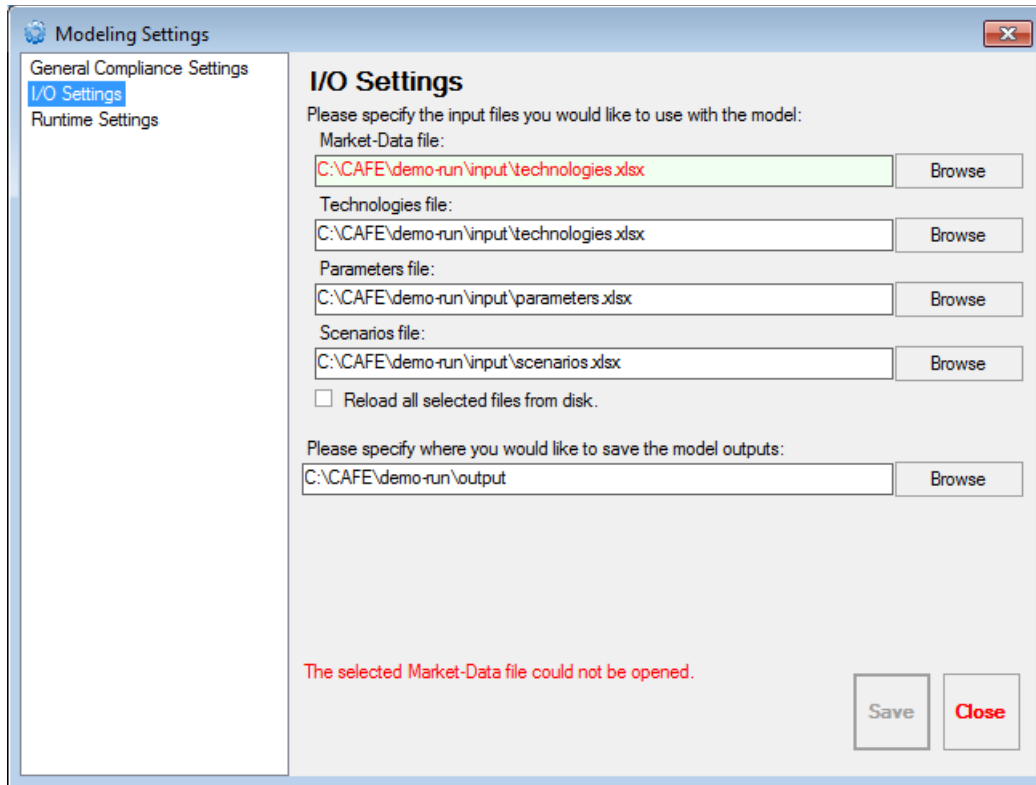 Modeling Settings
General Compliance Settings
I/O Settings
Runtime Settings
I/O Settings
Please specify the input files you would like to use with the model:
Market-Data file:
C:\CAFE\demo-run\input\technologies.xlsx
Browse
Technologies file:
C:\CAFE\demo-run\input\technologies.xlsx
Browse
Parameters file:
C:\CAFE\demo-run\input\parameters.xlsx
Browse
Scenarios file:
C:\CAFE\demo-run\input\scenarios.xlsx
Browse
Reload all selected files from disk.
Please specify where you would like to save the model outputs:
C:\CAFE\demo-run\output
Browse
The selected Market-Data file could not be opened.
Save
Close